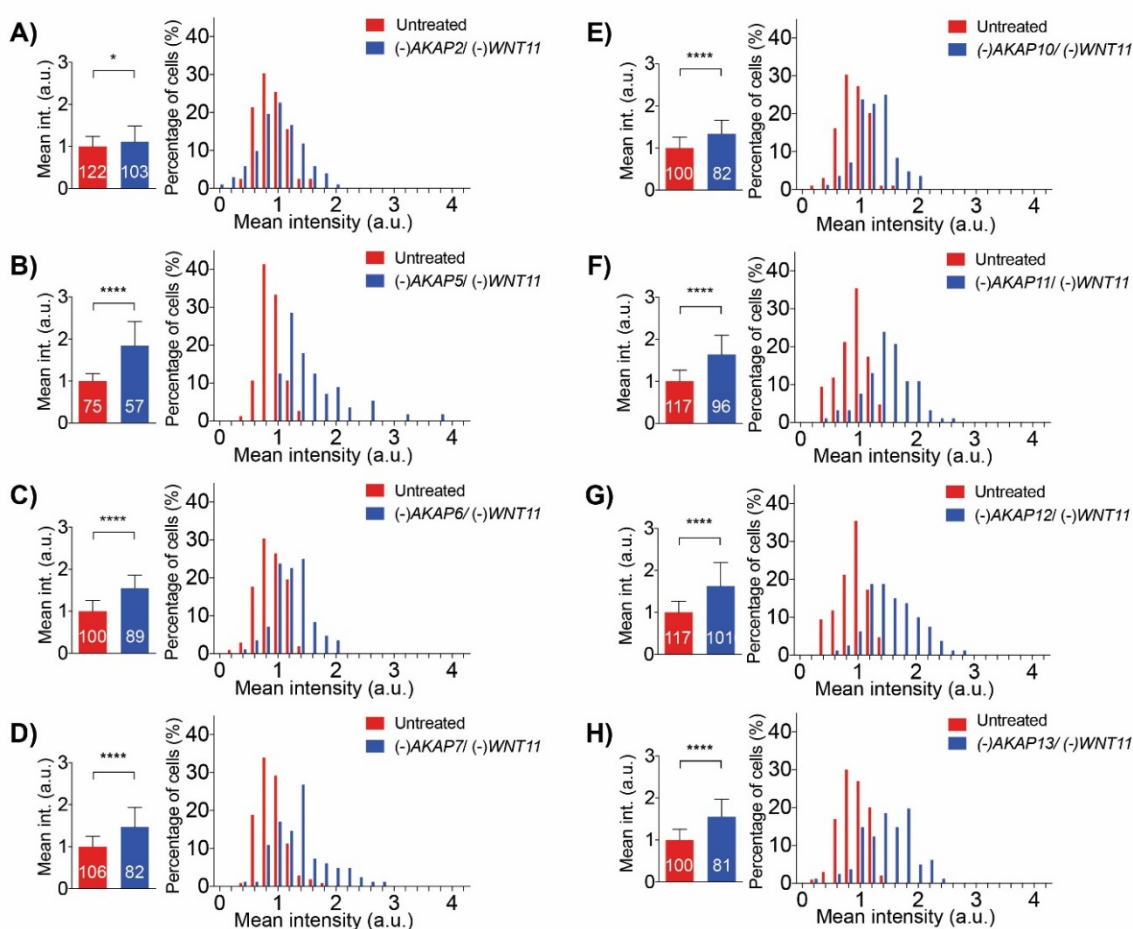 A)
Mean int. (a.u.)
3
2
1
0
*
122
103
Percentage of cells (%)
40
30
20
10
0
Untreated
(-)AKAP2/ (-)WNT11
0
1
2
3
4
Mean intensity (a.u.)
B)
Mean int. (a.u.)
3
2
1
0
****
75
57
Percentage of cells (%)
40
30
20
10
0
Untreated
(-)AKAP5/ (-)WNT11
0
1
2
3
4
Mean intensity (a.u.)
C)
Mean int. (a.u.)
3
2
1
0
****
100
89
Percentage of cells (%)
40
30
20
10
0
Untreated
(-)AKAP6/ (-)WNT11
0
1
2
3
4
Mean intensity (a.u.)
D)
Mean int. (a.u.)
3
2
1
0
****
106
82
Percentage of cells (%)
40
30
20
10
0
Untreated
(-)AKAP7/ (-)WNT11
0
1
2
3
4
Mean intensity (a.u.)
E)
Mean int. (a.u.)
3
2
1
0
****
100
82
Percentage of cells (%)
40
30
20
10
0
Untreated
(-)AKAP10/ (-)WNT11
0
1
2
3
4
Mean intensity (a.u.)
F)
Mean int. (a.u.)
3
2
1
0
****
117
96
Percentage of cells (%)
40
30
20
10
0
Untreated
(-)AKAP11/ (-)WNT11
0
1
2
3
4
Mean intensity (a.u.)
G)
Mean int. (a.u.)
3
2
1
0
****
117
101
Percentage of cells (%)
40
30
20
10
0
Untreated
(-)AKAP12/ (-)WNT11
0
1
2
3
4
Mean intensity (a.u.)
H)
Mean int. (a.u.)
3
2
1
0
****
100
81
Percentage of cells (%)
40
30
20
10
0
Untreated
(-)AKAP13/ (-)WNT11
0
1
2
3
4
Mean intensity (a.u.)